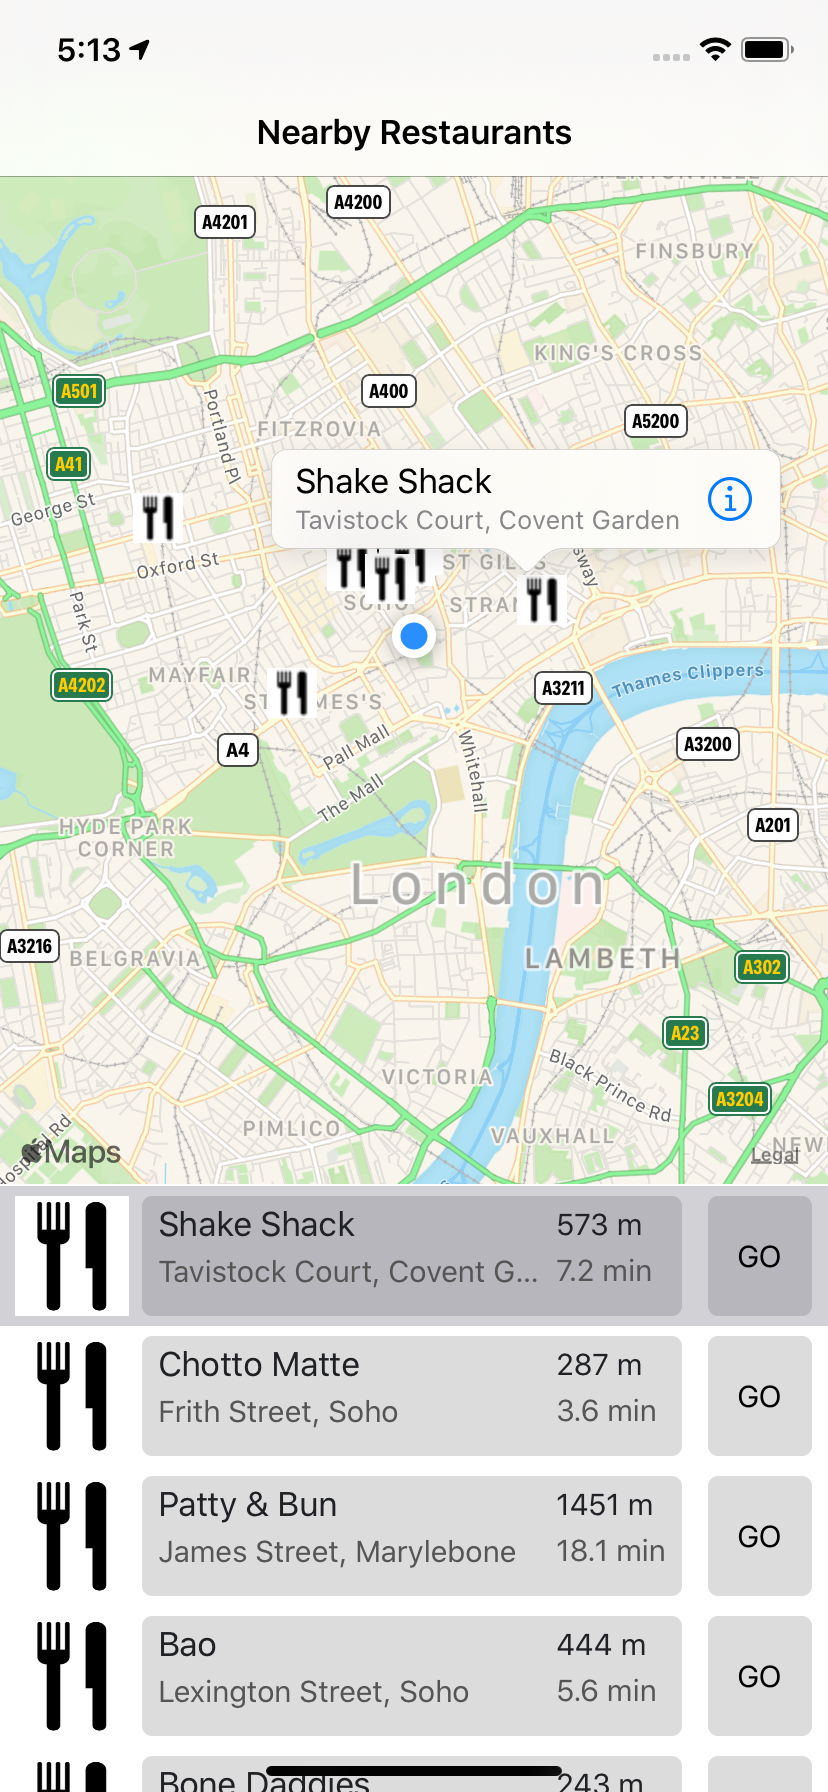 5:13
Nearby Restaurants
A4200
A4201
FINSBURY
KING'S CROSS
A501
A400
Portland Pl
FITZROVIA
A5200
A41
Shake Shack
George St
Tavistock Court, Covent Garden
Oxford St
ST GILES
SOHO
Park St
MAYFAIR
Thames Clippers
A4202
A3211
Pall Mall
A4
Whitehall
A3200
The Mall
HYDE PARK
CORNER
A201
London
A3216
BELGRAVIA
LAMBETH
A302
A23
Black Prince Rd
VICTORIA
A3204
PIMLICO
VAUXHALL
Maps
Legal
Shake Shack
573 m
Tavistock Court, Covent G...
7.2 min
GO
Chotto Matte
287 m
Frith Street, Soho
3.6 min
GO
Patty & Bun
1451 m
James Street, Marylebone
18.1 min
GO
Bao
444 m
Lexington Street, Soho
5.6 min
GO
Bone Daddies
243 m